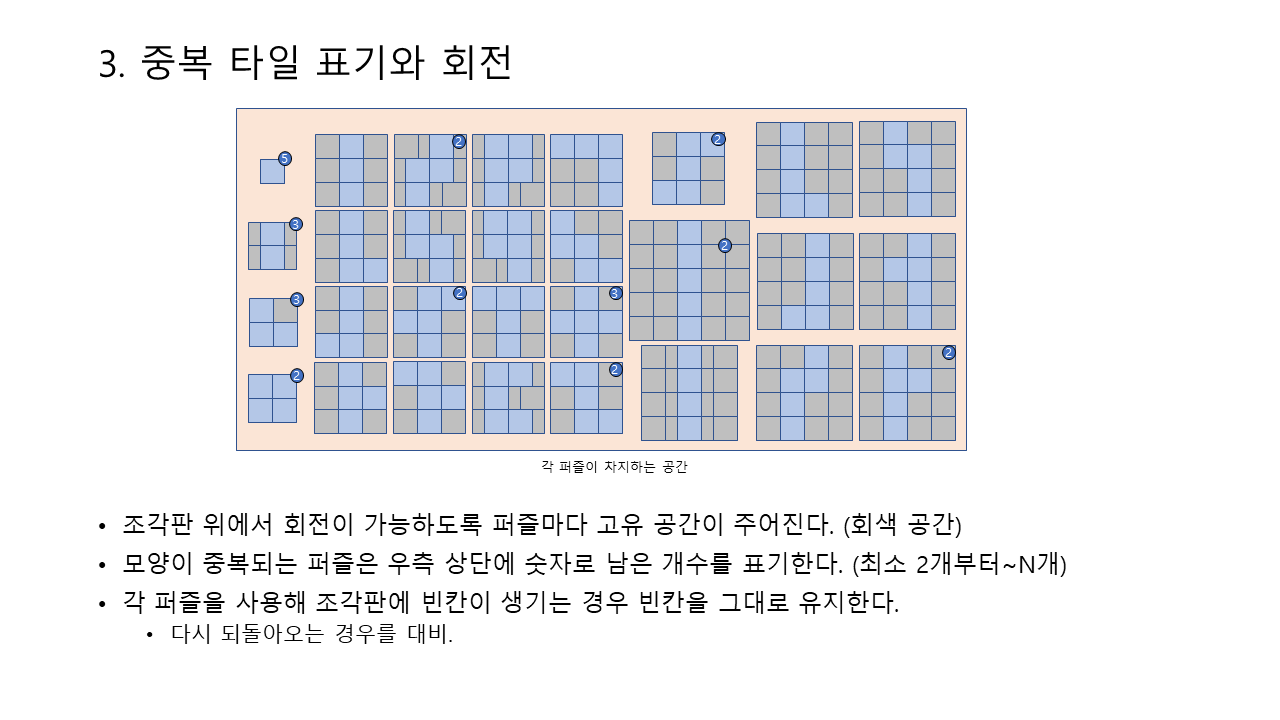 3. 중복 타일 표기와 회전
5
2
2
3
2
3
2
3
2
2
2
각 퍼즐이 차지하는 공간
• 조각판 위에서 회전이 가능하도록 퍼즐마다 고유 공간이 주어진다. (회색 공간)
• 모양이 중복되는 퍼즐은 우측 상단에 숫자로 남은 개수를 표기한다. (최소 2개부터~N개)
• 각 퍼즐을 사용해 조각판에 빈칸이 생기는 경우 빈칸을 그대로 유지한다.
• 다시 되돌아오는 경우를 대비.